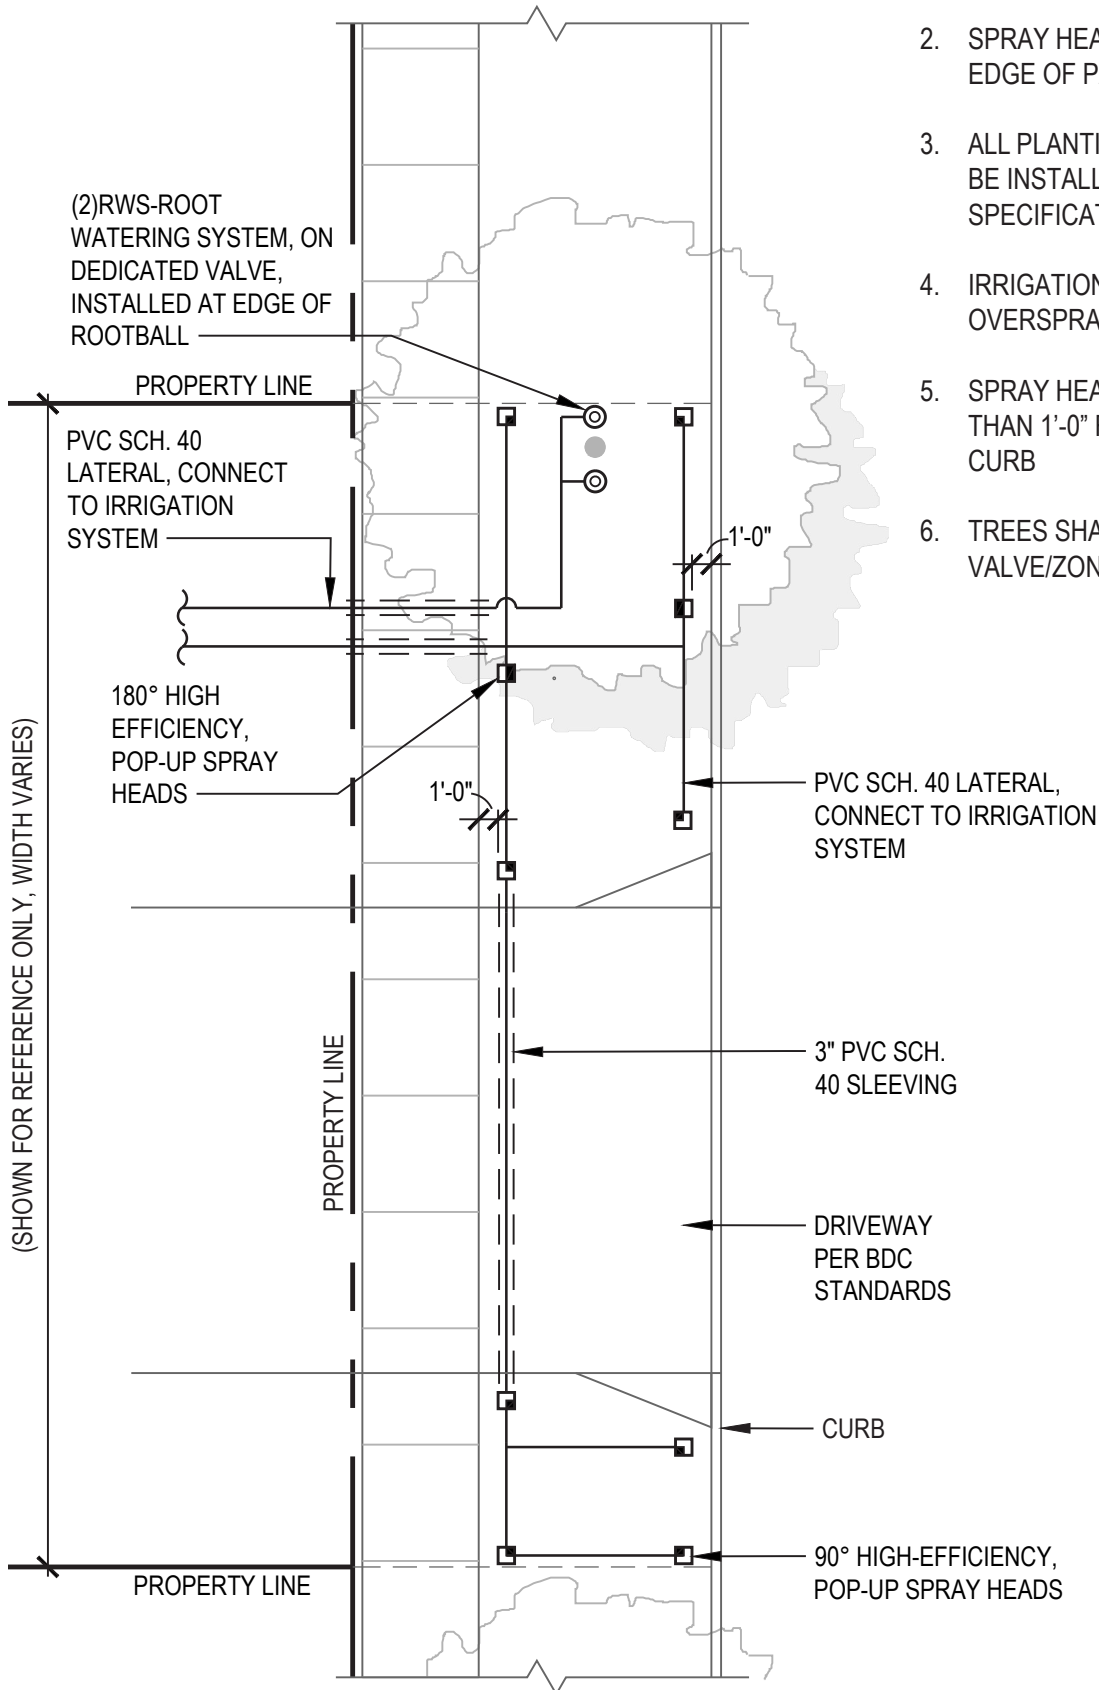 2. SPRAY HEA
EDGE OF P
3. ALL PLANTI
BE INSTALL
SPECIFICAT
4. IRRIGATION
OVERSPRA
5. SPRAY HEA
THAN 1'-0”
CURB
6. TREES SHA
VALVE/ZON
(2)RWS-ROOT
WATERING SYSTEM, ON
DEDICATED VALVE,
INSTALLED AT EDGE OF
ROOTBALL
PROPERTY LINE
PVC SCH. 40
LATERAL, CONNECT
TO IRRIGATION
SYSTEM
1'-0"
180° HIGH
EFFICIENCY,
POP-UP SPRAY
HEADS
1'-0"
PVC SCH. 40 LATERAL,
CONNECT TO IRRIGATION
SYSTEM
(SHOWN FOR REFERENCE ONLY, WIDTH VARIES)
PROPERTY LINE
3" PVC SCH.
40 SLEEVING
DRIVEWAY
PER BDC
STANDARDS
CURB
90° HIGH-EFFICIENCY,
POP-UP SPRAY HEADS
PROPERTY LINE